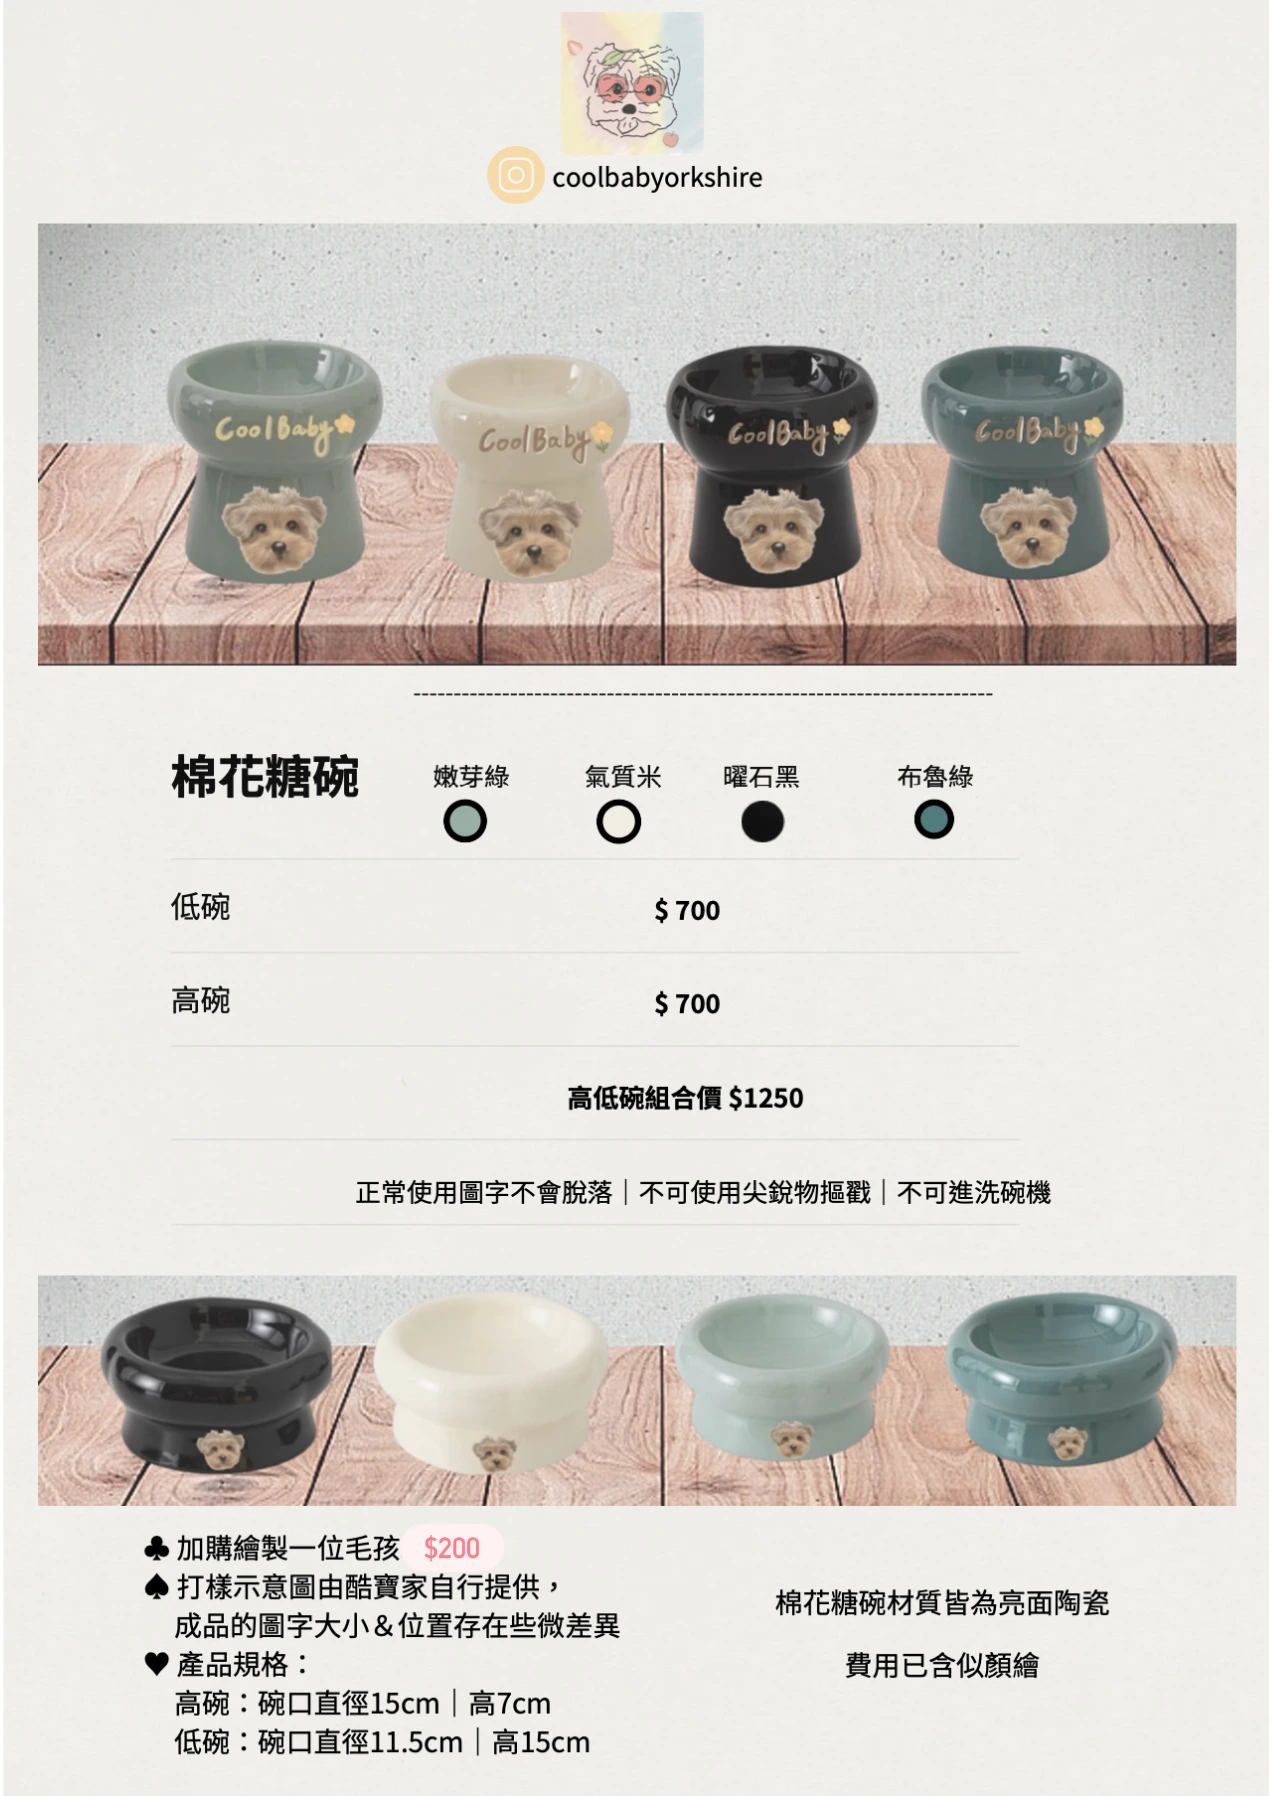 coolbabyorkshire
CoolBaby CoolBaby CoolBaby CoolBaby
棉花糖碗 嫩芽綠 氣質米 曜石黑 布魯綠
低碗 $ 700
高碗 $ 700
高低碗組合價 $1250
正常使用圖字不會脫落｜不可使用尖銳物摳戳｜不可進洗碗機
♣ 加購繪製一位毛孩 $200
♠ 打樣示意圖由酷寶家自行提供，
成品的圖字大小＆位置存在些微差異
♥ 產品規格：
高碗：碗口直徑15cm｜高7cm
低碗：碗口直徑11.5cm｜高15cm
棉花糖碗材質皆為亮面陶瓷
費用已含似顏繪